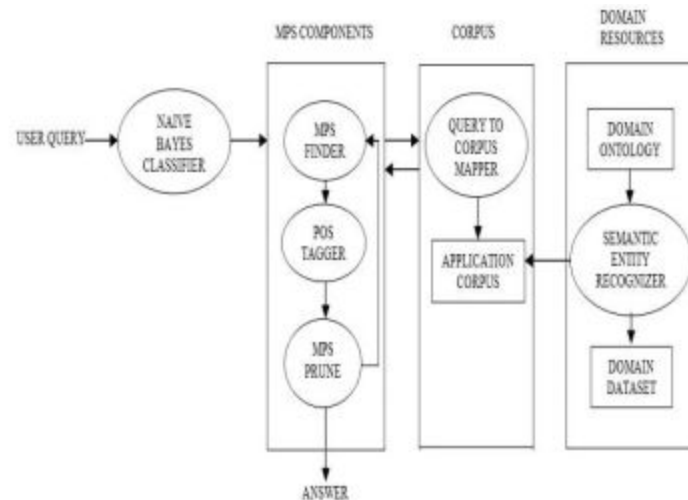 MPS COMPONENTS
CORPUS
DOMAIN
RESOURCES
USER QUERY
NAIVE
BAYES
CLASSIFIER
MPS
FINDER
POS
TAGGER
MPS
PRUNE
ANSWER
QUERY TO
CORPUS
MAPPER
APPLICATION
CORPUS
DOMAIN
ONTOLOGY
SEMANTIC
ENTITY
RECOGNIZER
DOMAIN
DATASET